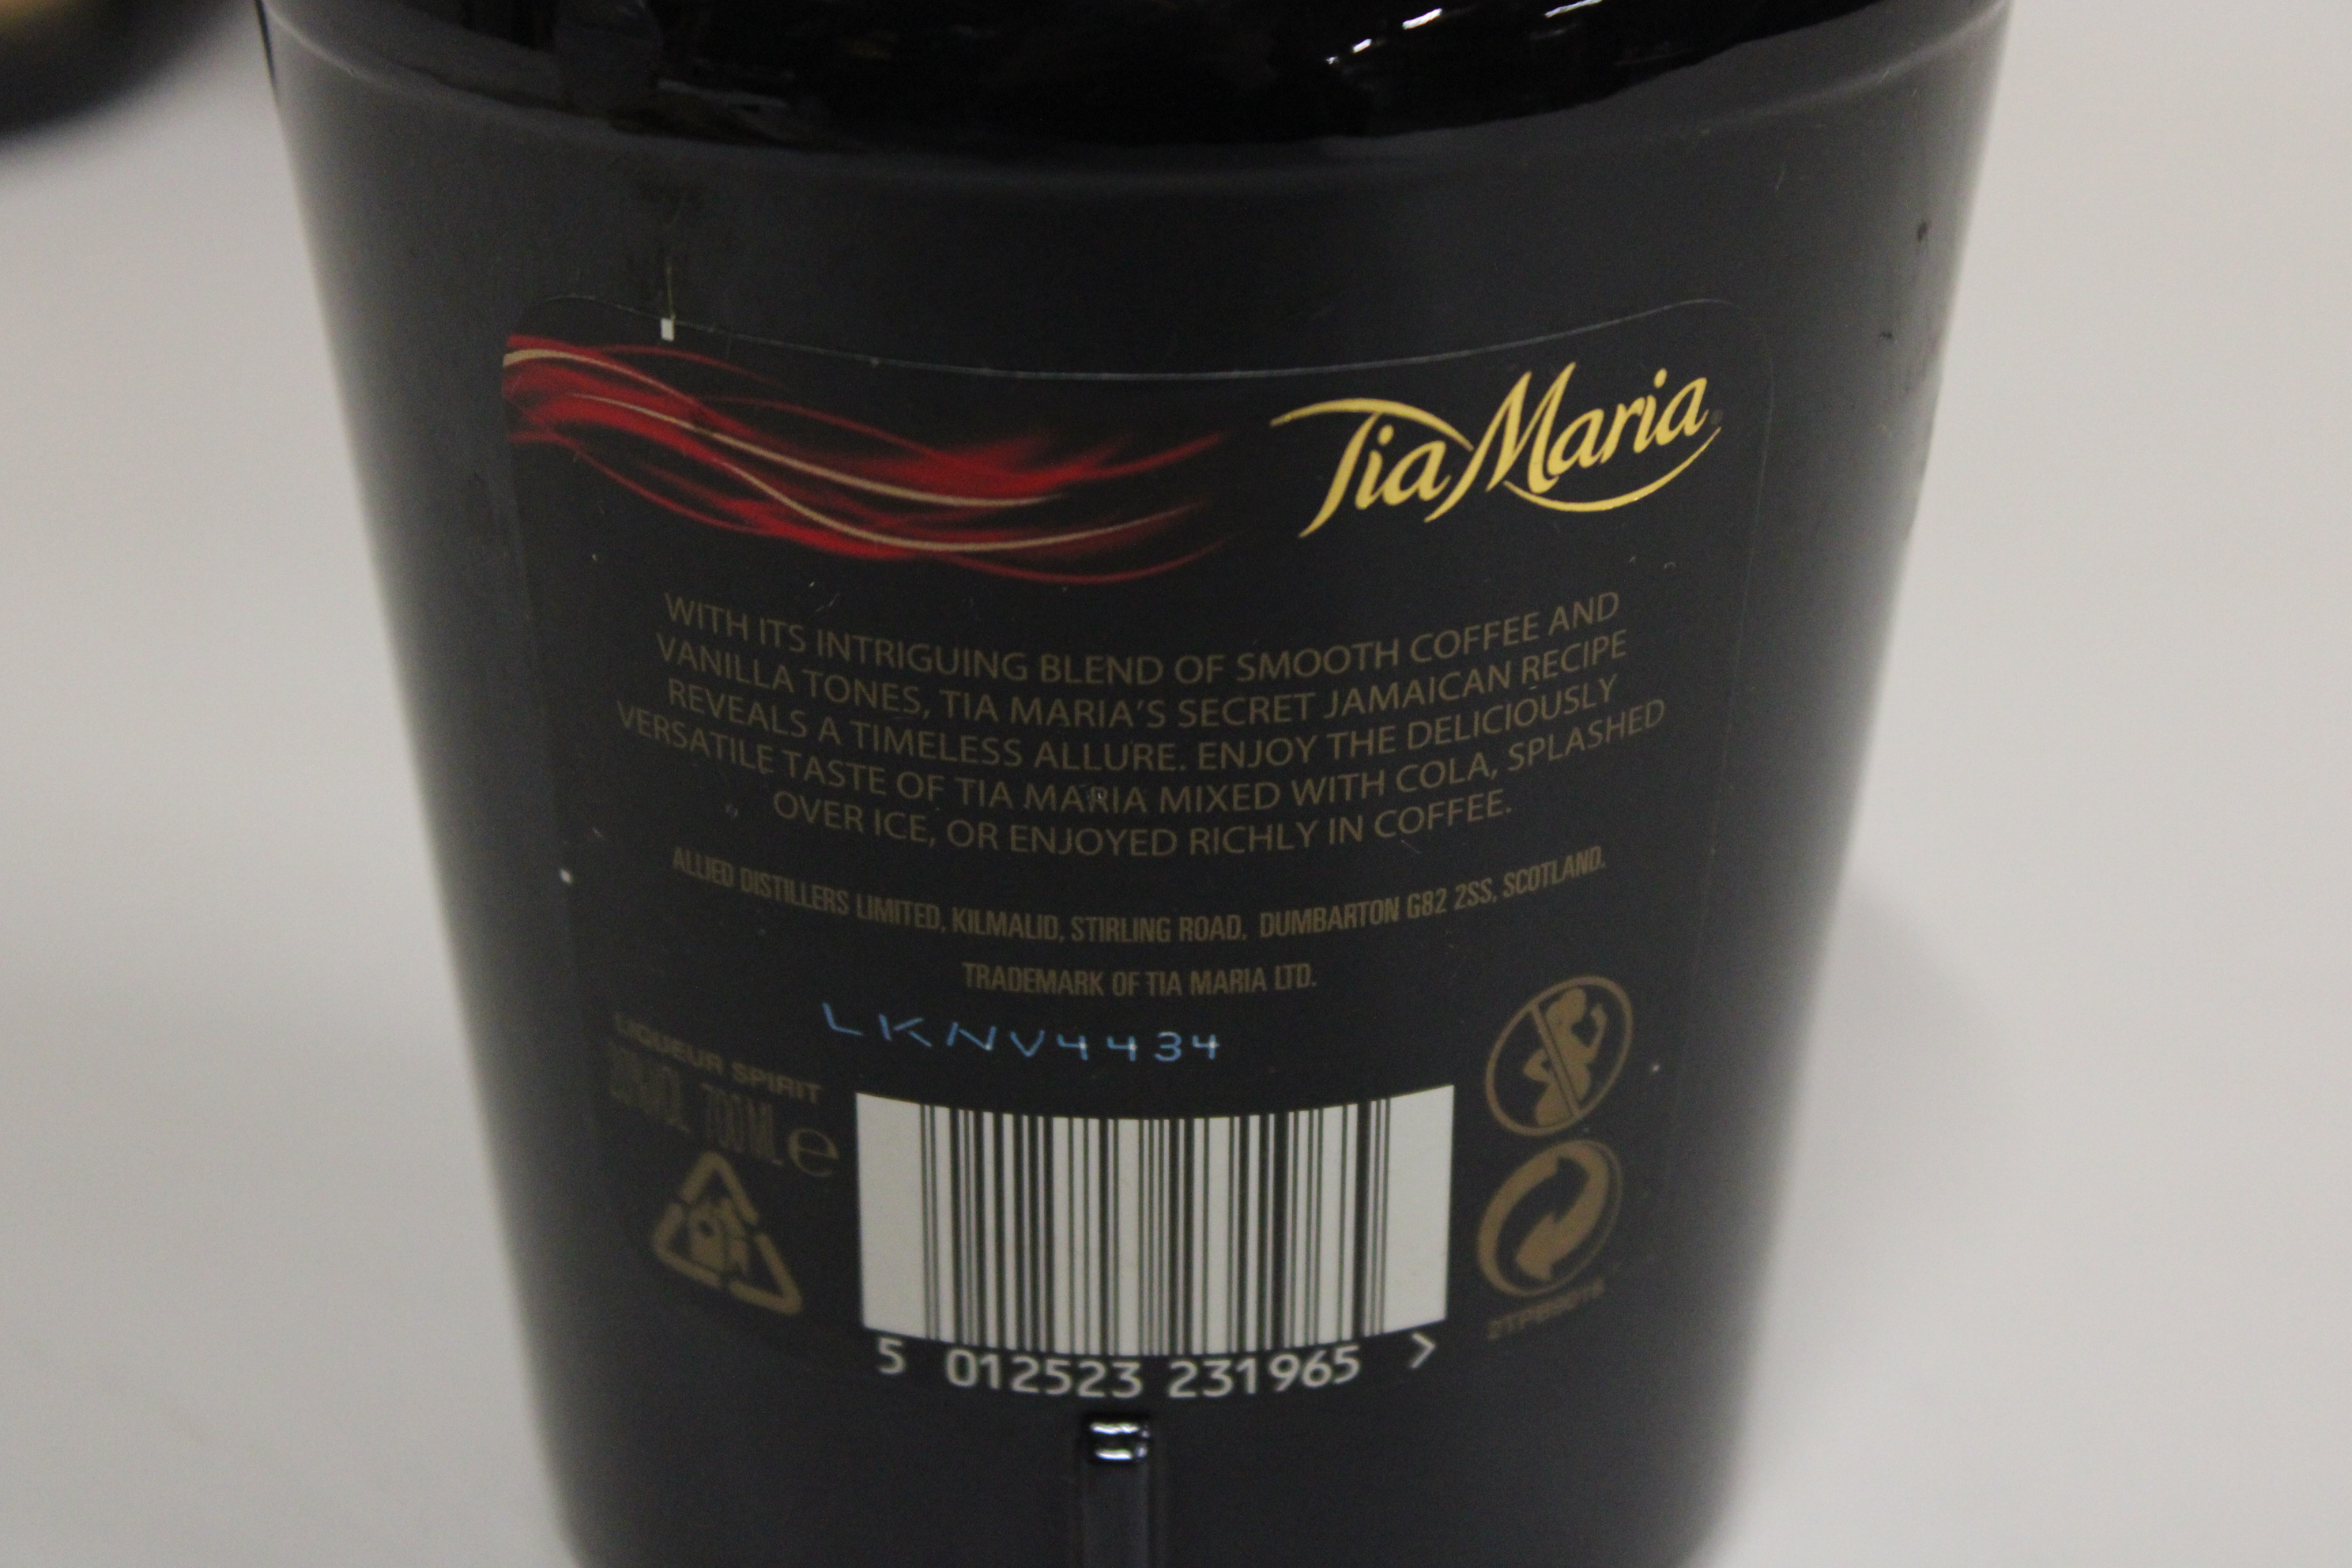 Tia Maria
WITH ITS INTRIGUING BLEND OF SMOOTH COFFEE AND
VANILLA TONES, TIA MARIA'S SECRET JAMAICAN RECIPE
REVEALS A TIMELESS ALLURE. ENJOY THE DELICIOUSLY
VERSATILE TASTE OF TIA MARIA MIXED WITH COLA, SPLASHED
OVER ICE, OR ENJOYED RICHLY IN COFFEE.
ALLIED DISTILLERS LIMITED, KILMALID, STIRLING ROAD, DUMBARTON G82 2SS, SCOTLAND.
TRADEMARK OF TIA MARIA LTD.
LKNV4434
LIQUEUR SPIRIT
700ML e
5 012523 231965 >